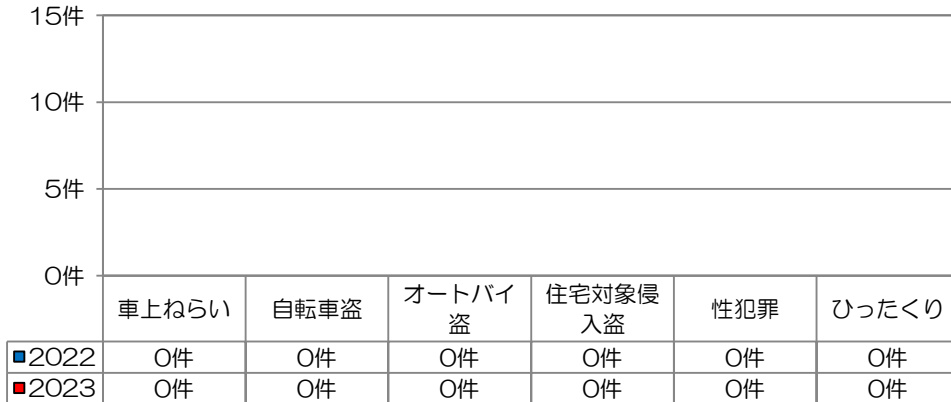 15件
10件
5件
0件
車上ねらい 自転車盗 オートバイ盗 住宅対象侵入盗 性犯罪 ひったくり
■2022 0件 0件 0件 0件 0件 0件
■2023 0件 0件 0件 0件 0件 0件